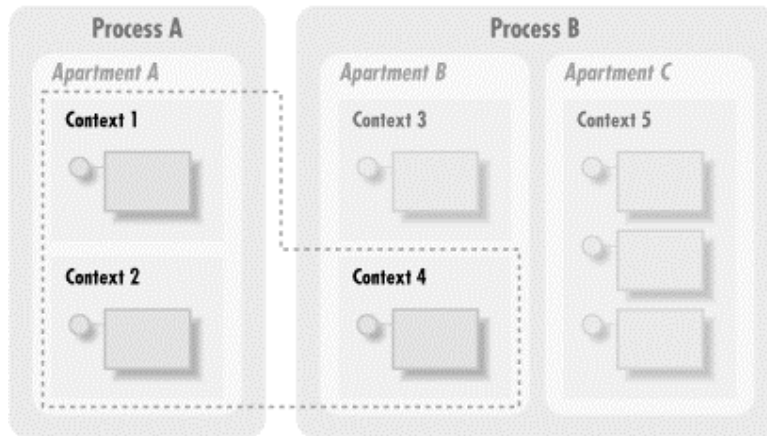 Process A
Process B
Apartment A
Apartment B
Apartment C
Context 1
Context 3
Context 5
Context 2
Context 4